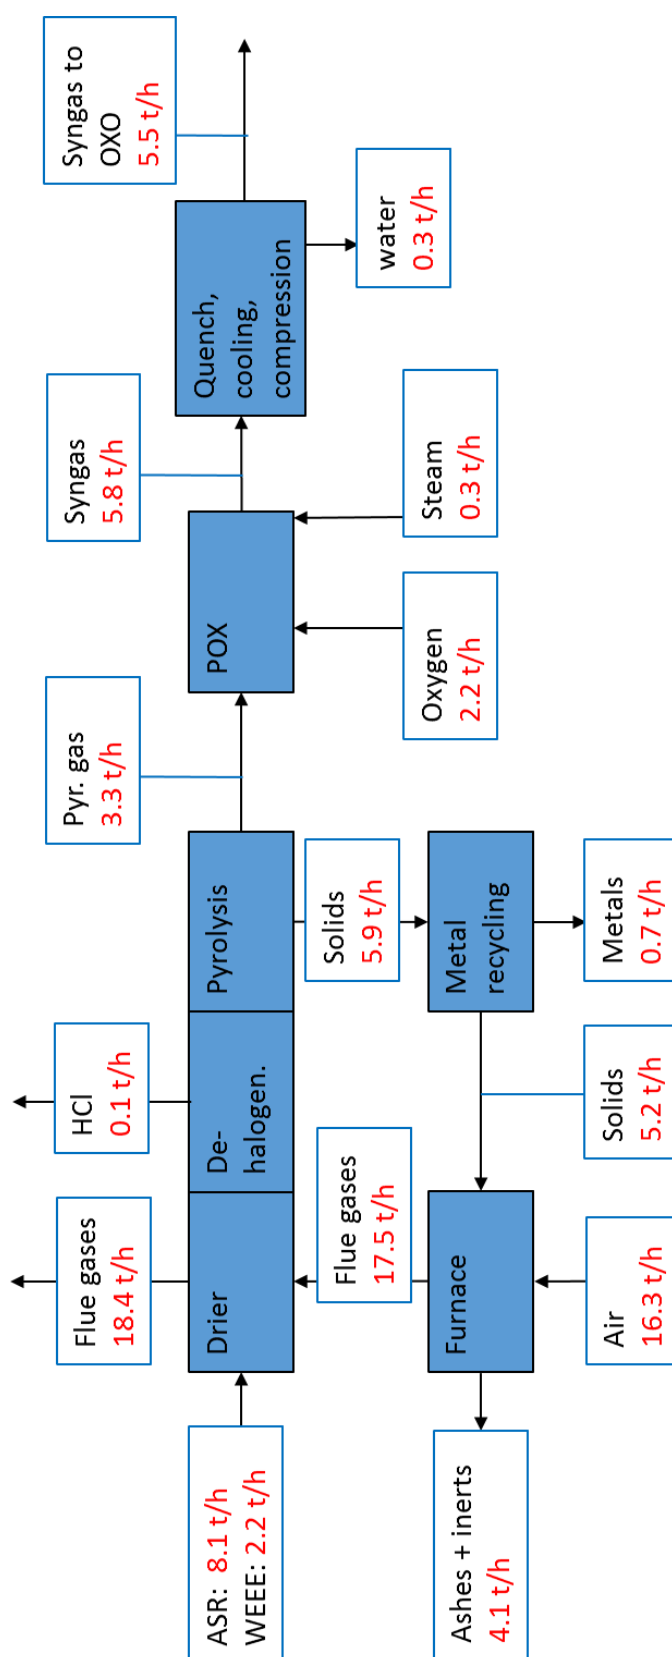 Flue gases
18.4 t/h
HCl
0.1 t/h
Pyr. gas
3.3 t/h
Syngas
5.8 t/h
Syngas to
OXO
5.5 t/h
ASR: 8.1 t/h
WEEE: 2.2 t/h
Drier
De-
halogen.
Pyrolysis
POX
Quench,
cooling,
compression
Flue gases
17.5 t/h
Solids
5.9 t/h
Oxygen
2.2 t/h
Steam
0.3 t/h
water
0.3 t/h
Ashes + inerts
4.1 t/h
Furnace
Metal
recycling
Air
16.3 t/h
Solids
5.2 t/h
Metals
0.7 t/h